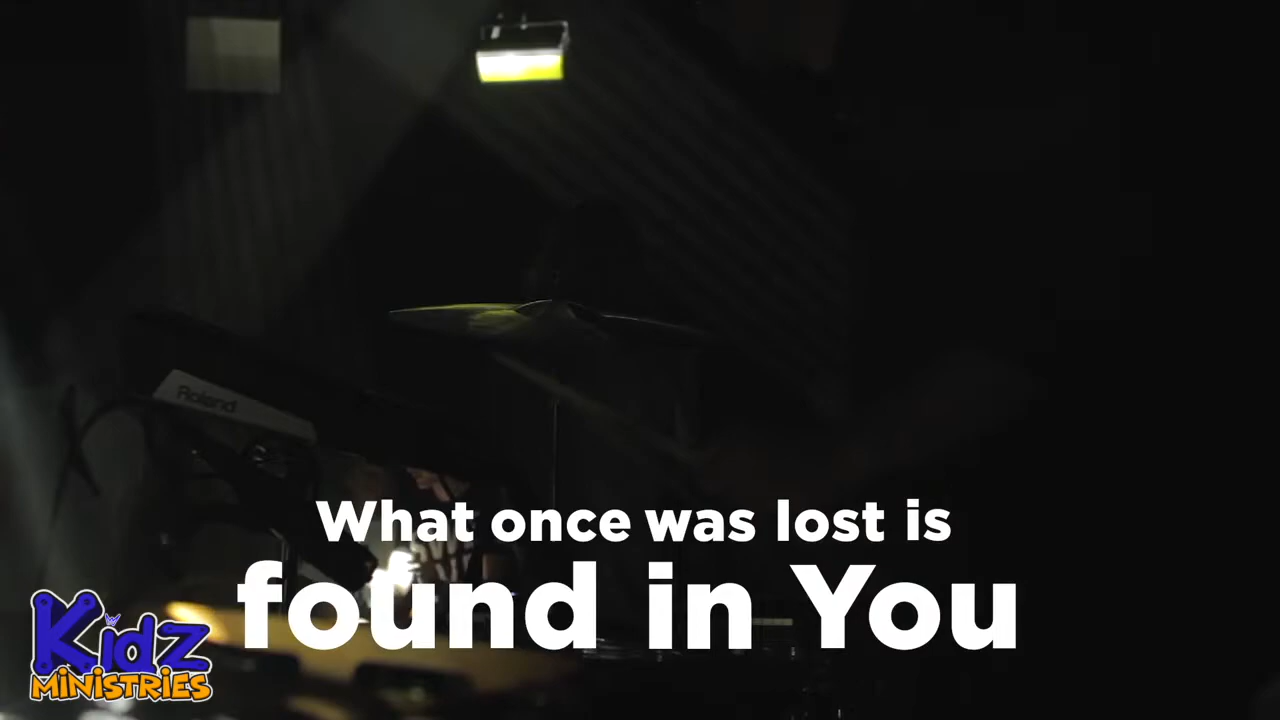 Roland
What once was lost is
found in You
Kidz
MINISTRIES